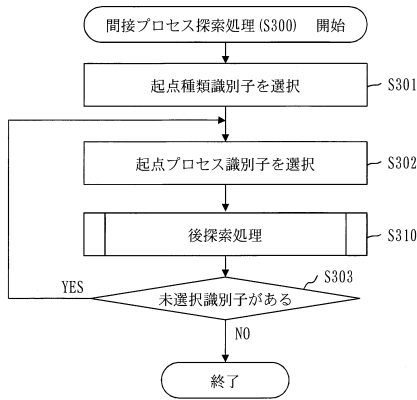 間接プロセス探索処理(S300) 開始
起点種類識別子を選択
S301
起点プロセス識別子を選択
S302
後探索処理
S310
未選択識別子がある
S303
YES
NO
終了